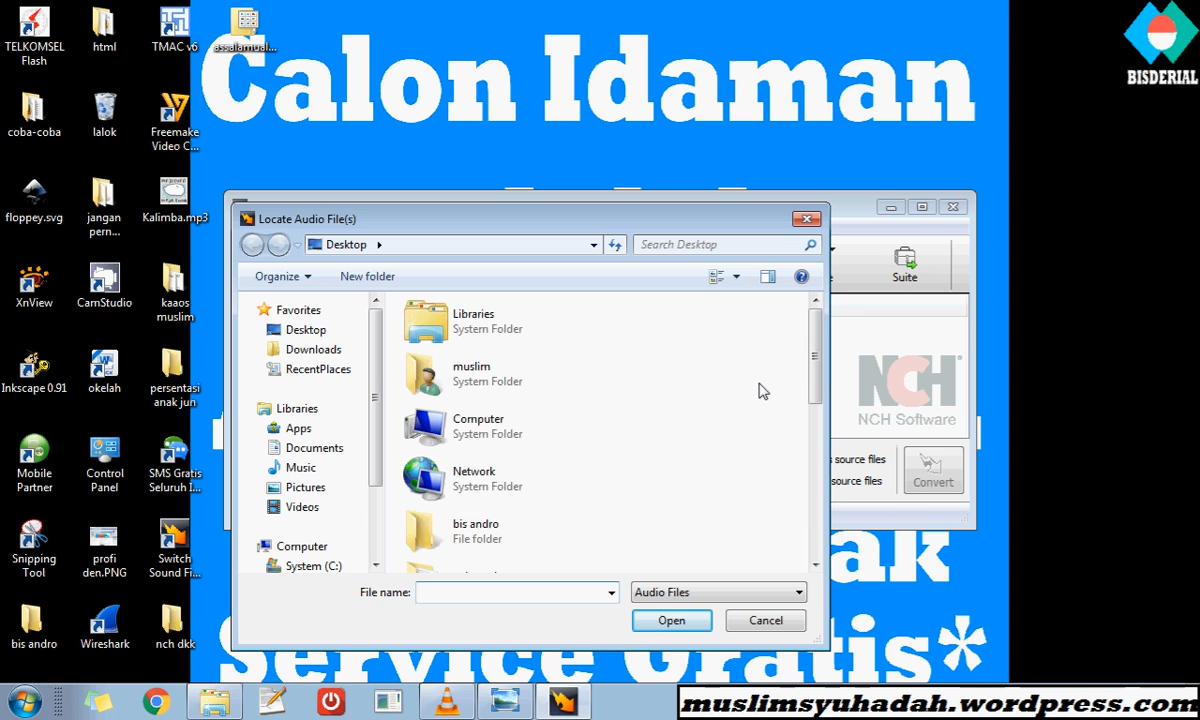 TELKOMSEL
Flash
html
TMAC v6
assalamual...
Calon Idaman
BISDERIAL
coba-coba
lalok
Freemake
Video C...
floppey.svg
jangan
pern...
Kalimba.mp3
XnView
CamStudio
kaaos
muslim
Inkscape 0.91
okelah
persentasi
anak jun
Mobile
Partner
Control
Panel
SMS Gratis
Seluruh I...
Snipping
Tool
profi
den.PNG
Switch
Sound Fi...
bis andro
Wireshark
nch dkk
Locate Audio File(s)
Desktop
Search Desktop
Organize
New folder
Favorites
Desktop
Downloads
RecentPlaces
Libraries
Apps
Documents
Music
Pictures
Videos
Computer
System (C:)
Libraries
System Folder
muslim
System Folder
Computer
System Folder
Network
System Folder
bis andro
File folder
File name:
Audio Files
Open
Cancel
Suite
NCH
NCH Software
source files
source files
Convert
ak
Service Gratis*
muslimsyuhadah.wordpress.com